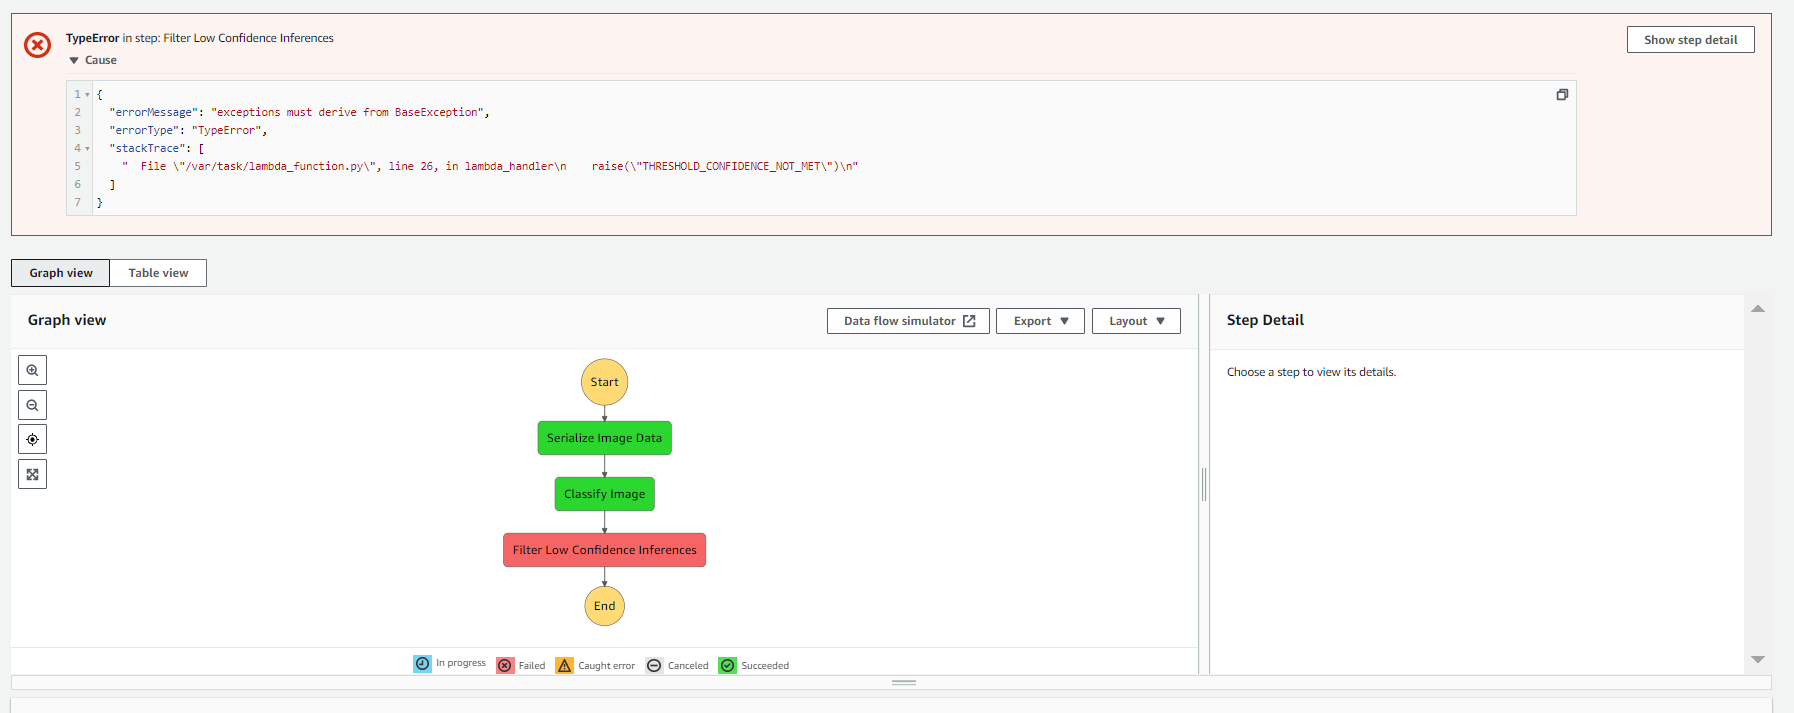 TypeError in step: Filter Low Confidence Inferences
Show step detail
Cause
1 {
2 "errorMessage": "exceptions must derive from BaseException",
3 "errorType": "TypeError",
4 "stackTrace": [
5 "  File \"/var/task/lambda_function.py\", line 26, in lambda_handler\n    raise(\"THRESHOLD_CONFIDENCE_NOT_MET\")\n"
6 ]
7 }
Graph view
Table view
Graph view
Data flow simulator
Export
Layout
Step Detail
Choose a step to view its details.
Start
Serialize Image Data
Classify Image
Filter Low Confidence Inferences
End
In progress
Failed
Caught error
Canceled
Succeeded